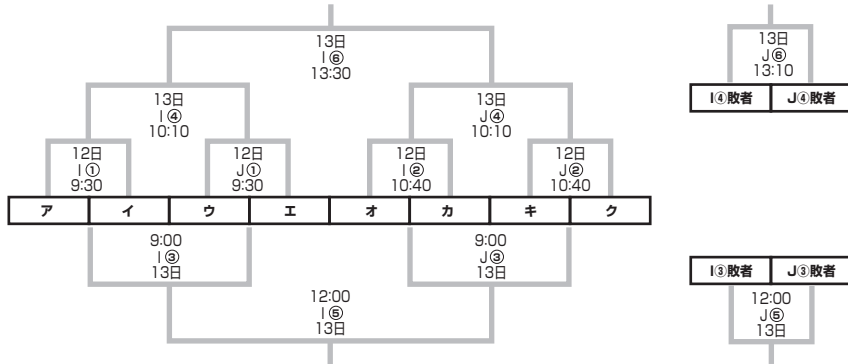 13日
I⑥
13:30
13日
J⑥
13:10
I④敗者 J④敗者
13日
I④
10:10
13日
J④
10:10
12日
I①
9:30
12日
J①
9:30
12日
I②
10:40
12日
J②
10:40
ア イ ウ エ オ カ キ ク
9:00
I③
13日
9:00
J③
13日
12:00
I⑤
13日
I③敗者 J③敗者
12:00
J⑤
13日